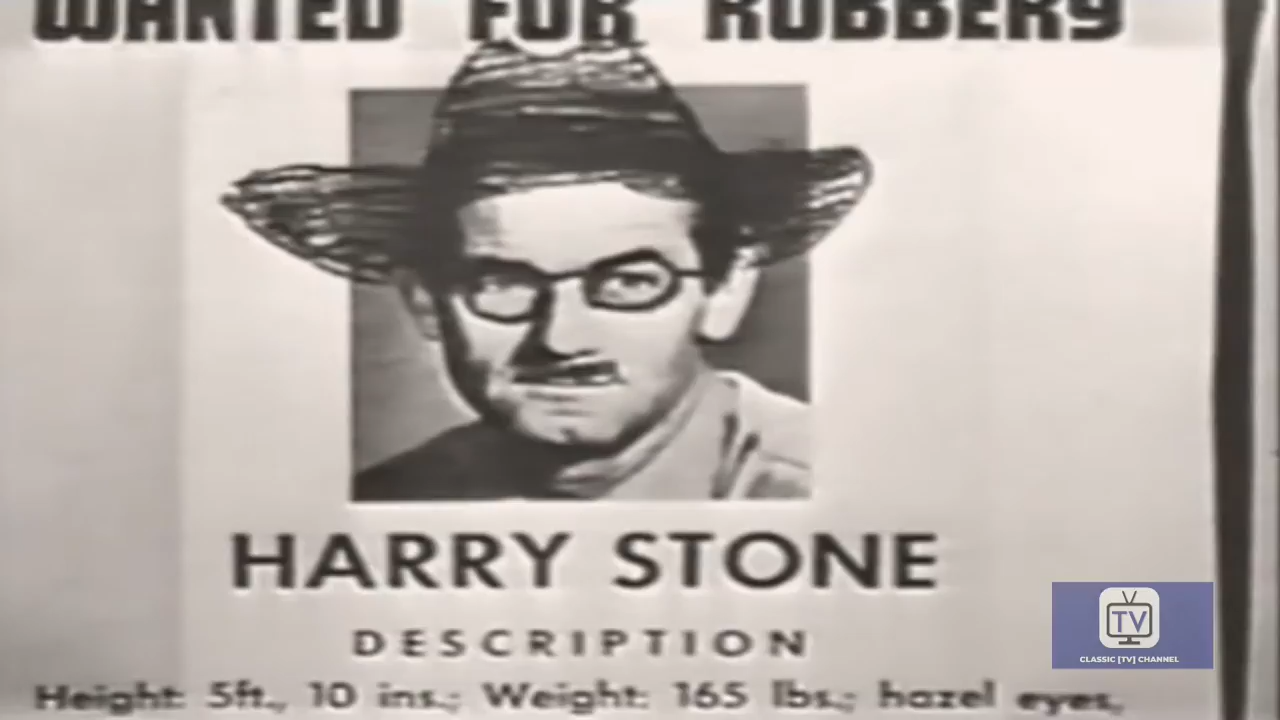 WANTED FOR ROBBERY
HARRY STONE
DESCRIPTION
Height: 5ft., 10 ins.; Weight: 165 lbs.; hazel eyes,
TV
CLASSIC [TV] CHANNEL